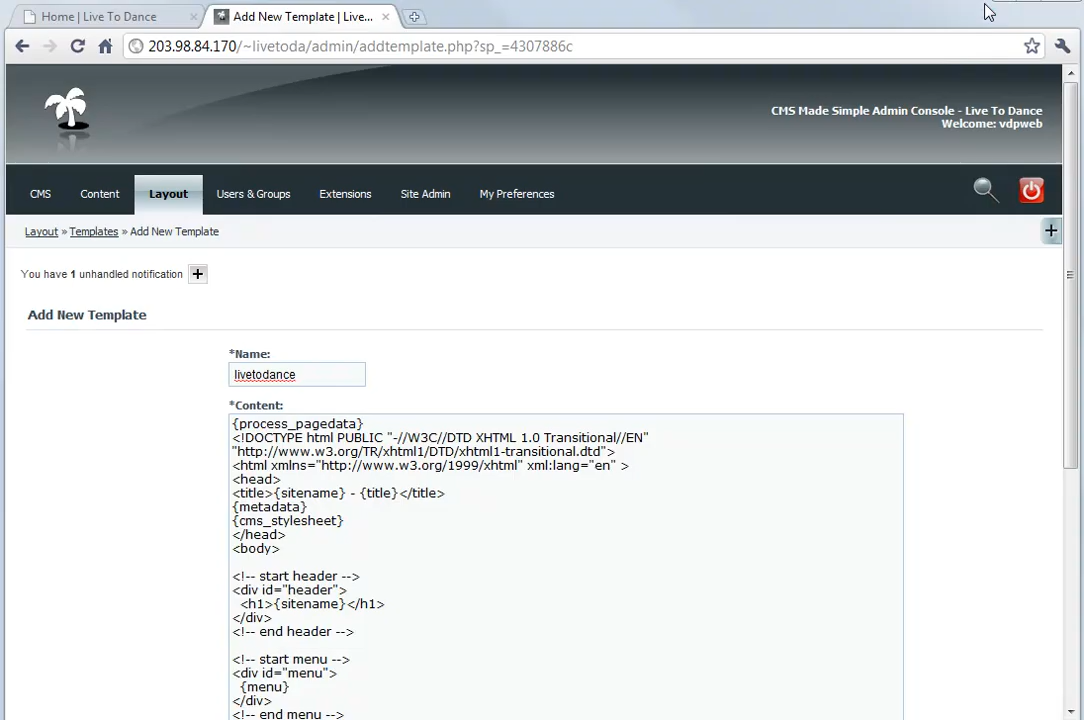 Home | Live To Dance
Add New Template | Live...
203.98.84.170/~livetoda/admin/addtemplate.php?sp_=4307886c
CMS Made Simple Admin Console - Live To Dance
Welcome: vdpweb
CMS Content Layout Users & Groups Extensions Site Admin My Preferences
Layout » Templates » Add New Template
You have 1 unhandled notification
Add New Template
*Name:
livetodance
*Content:
{process_pagedata}
<!DOCTYPE html PUBLIC "-//W3C//DTD XHTML 1.0 Transitional//EN"
"http://www.w3.org/TR/xhtml1/DTD/xhtml1-transitional.dtd">
<html xmlns="http://www.w3.org/1999/xhtml" xml:lang="en" >
<head>
<title>{sitename} - {title}</title>
{metadata}
{cms_stylesheet}
</head>
<body>
<!-- start header -->
<div id="header">
<h1>{sitename}</h1>
</div>
<!-- end header -->
<!-- start menu -->
<div id="menu">
{menu}
</div>
<!-- end menu -->